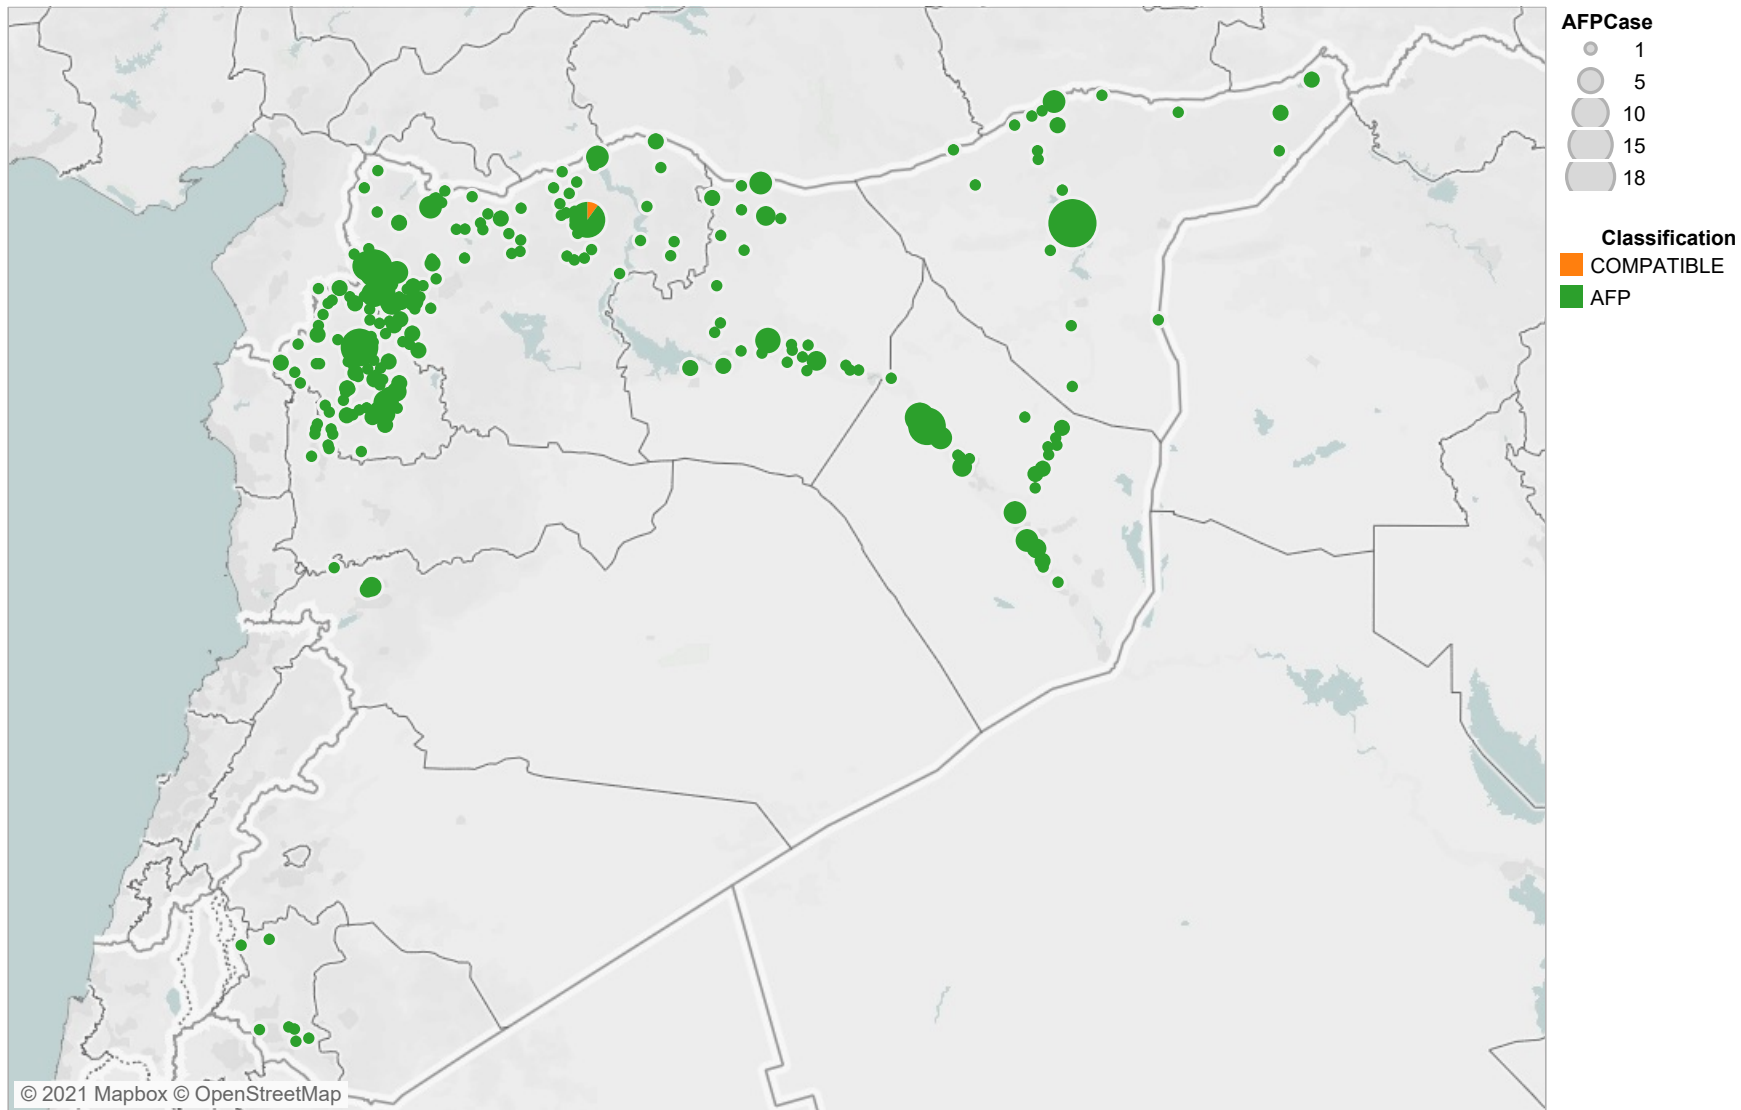 AFPCase
1
5
10
15
18
Classification
COMPATIBLE
AFP
© 2021 Mapbox © OpenStreetMap